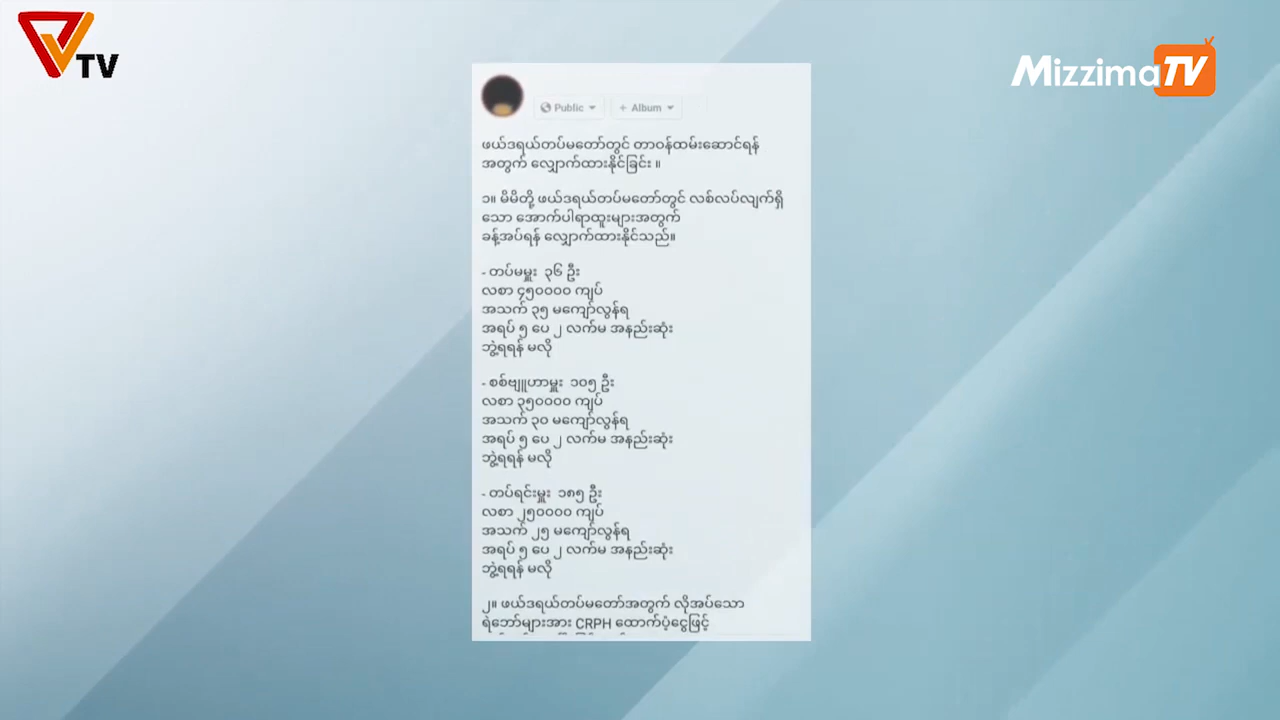 TV
Mizzima TV
Public
+ Album
ဖယ်ဒရယ်တပ်မတော်တွင် တာဝန်ထမ်းဆောင်ရန်
အတွက် လျှောက်ထားနိုင်ခြင်း ။
၁။ မိမိတို့ ဖယ်ဒရယ်တပ်မတော်တွင် လစ်လပ်လျက်ရှိ
သော အောက်ပါရာထူးများအတွက်
ခန့်အပ်ရန် လျှောက်ထားနိုင်သည်။
- တပ်မမှူး ၃၆ ဦး
လစာ ၄၅၀၀၀၀ ကျပ်
အသက် ၃၅ မကျော်လွန်ရ
အရပ် ၅ ပေ ၂ လက်မ အနည်းဆုံး
ဘွဲ့ရရန် မလို
- စစ်ဗျူဟာမှူး ၁၀၅ ဦး
လစာ ၃၅၀၀၀၀ ကျပ်
အသက် ၃၀ မကျော်လွန်ရ
အရပ် ၅ ပေ ၂ လက်မ အနည်းဆုံး
ဘွဲ့ရရန် မလို
- တပ်ရင်းမှူး ၁၈၅ ဦး
လစာ ၂၅၀၀၀၀ ကျပ်
အသက် ၂၅ မကျော်လွန်ရ
အရပ် ၅ ပေ ၂ လက်မ အနည်းဆုံး
ဘွဲ့ရရန် မလို
၂။ ဖယ်ဒရယ်တပ်မတော်အတွက် လိုအပ်သော
ရဲဘော်များအား CRPH ထောက်ပံ့ငွေဖြင့်